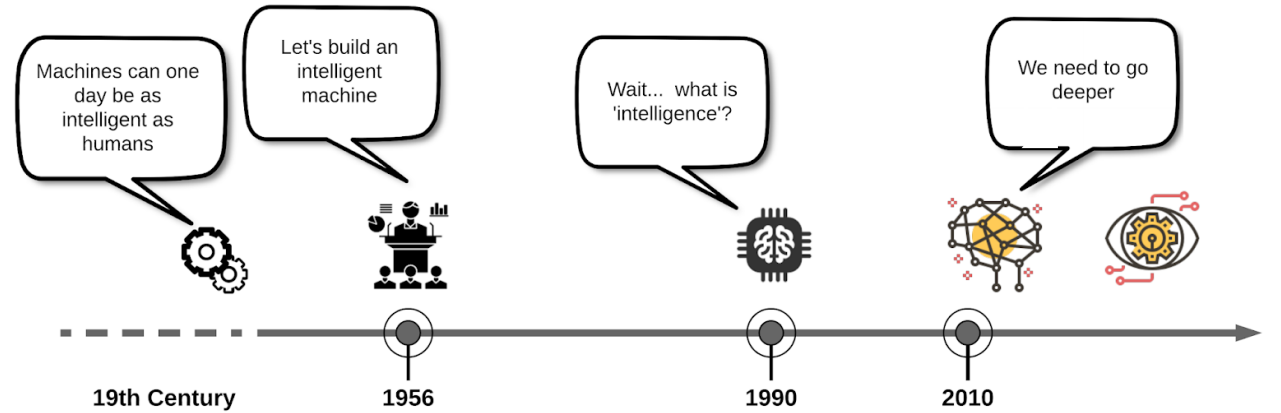 Machines can one
day be as
intelligent as
humans
Let's build an
intelligent
machine
Wait... what is
'intelligence'?
We need to go
deeper
19th Century
1956
1990
2010